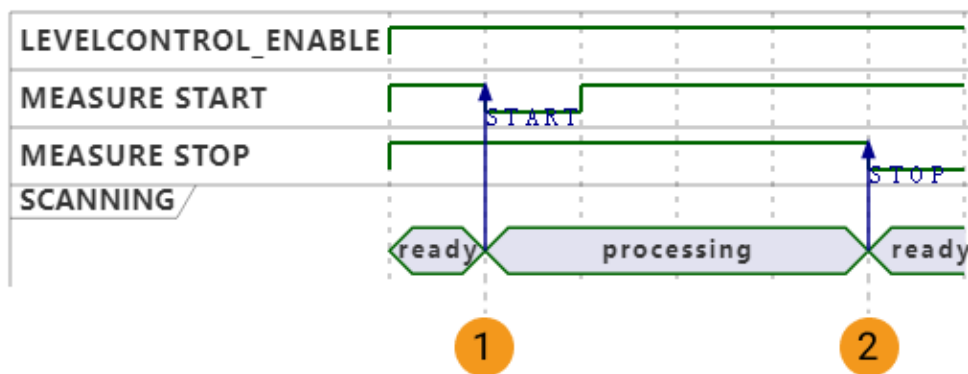 LEVELCONTROL_ENABLE
MEASURE START
START
MEASURE STOP
STOP
SCANNING
ready processing ready
1 2